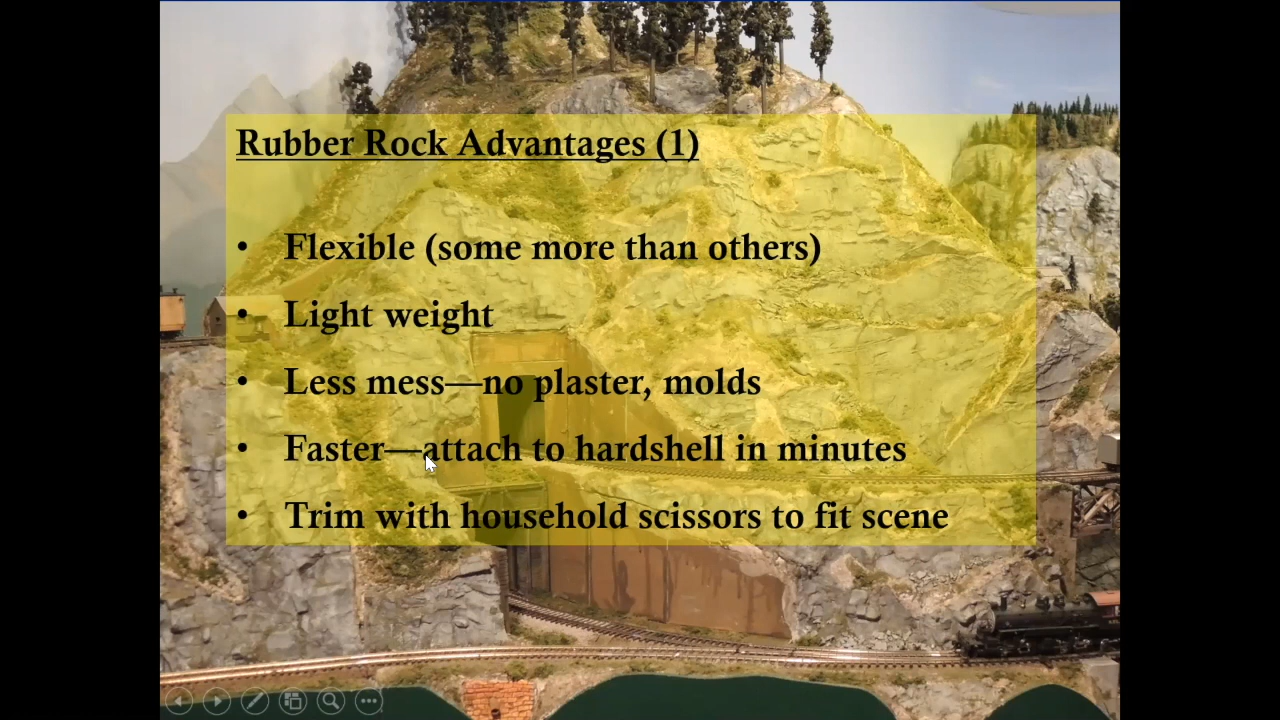 Rubber Rock Advantages (1)
• Flexible (some more than others)
• Light weight
• Less mess—no plaster, molds
• Faster—attach to hardshell in minutes
• Trim with household scissors to fit scene